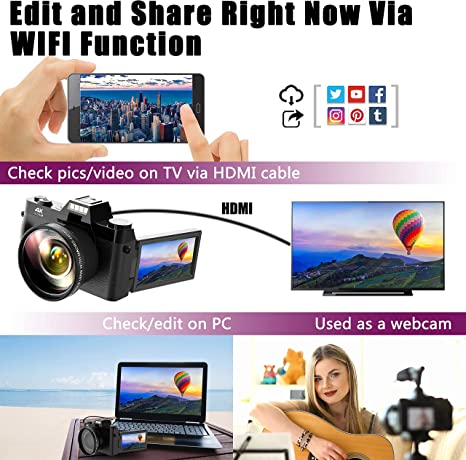 Edit and Share Right Now Via
WIFI Function
Check pics/video on TV via HDMI cable
4K
HDMI
Check/edit on PC
Used as a webcam